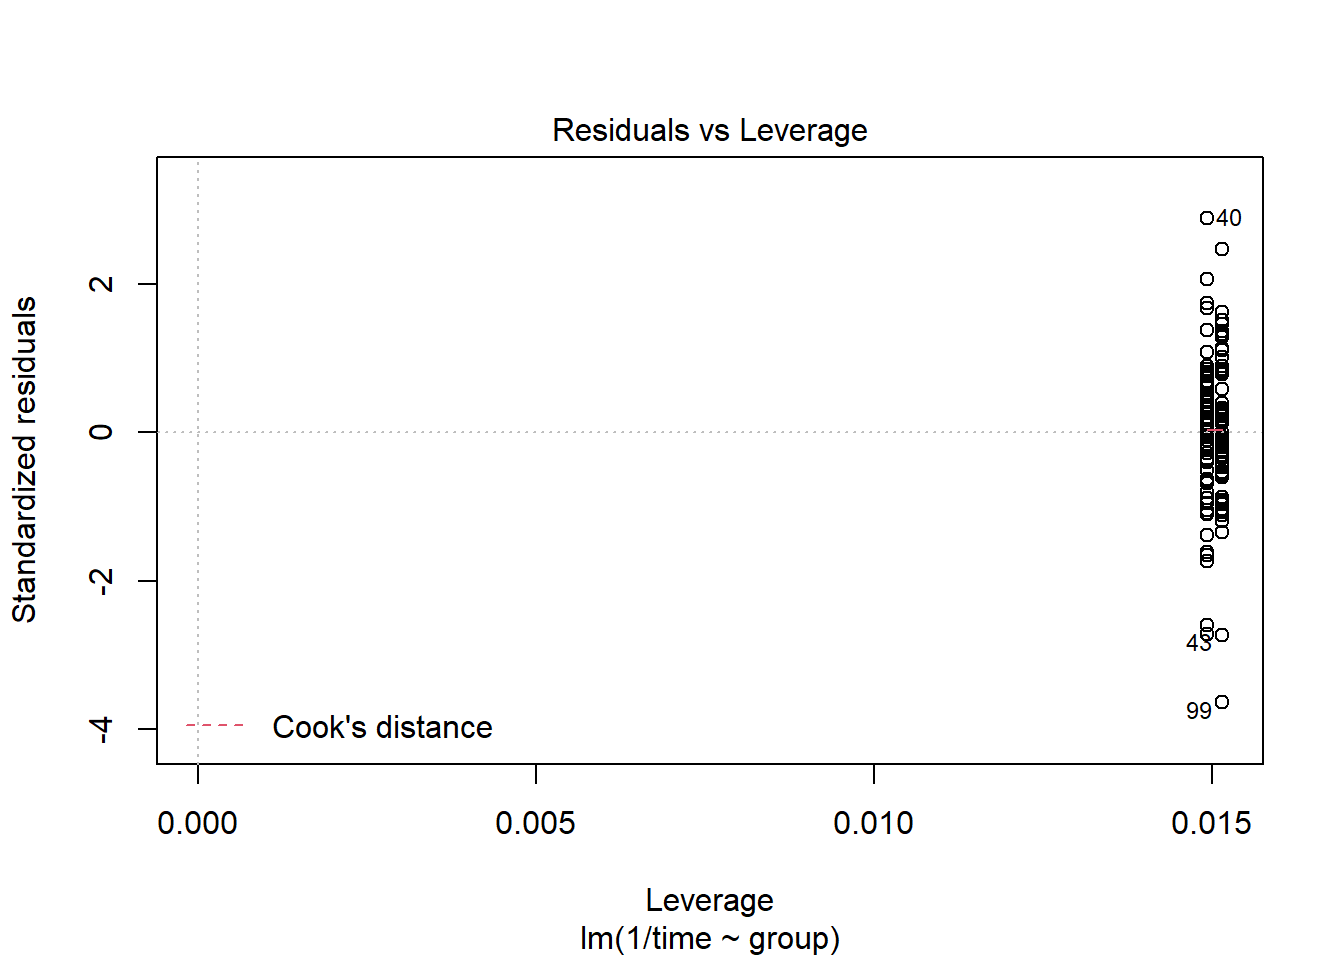 Residuals vs Leverage
Standardized residuals
2
0
-2
-4
40
43
99
Cook's distance
0.000
0.005
0.010
0.015
Leverage
lm(1/time ~ group)